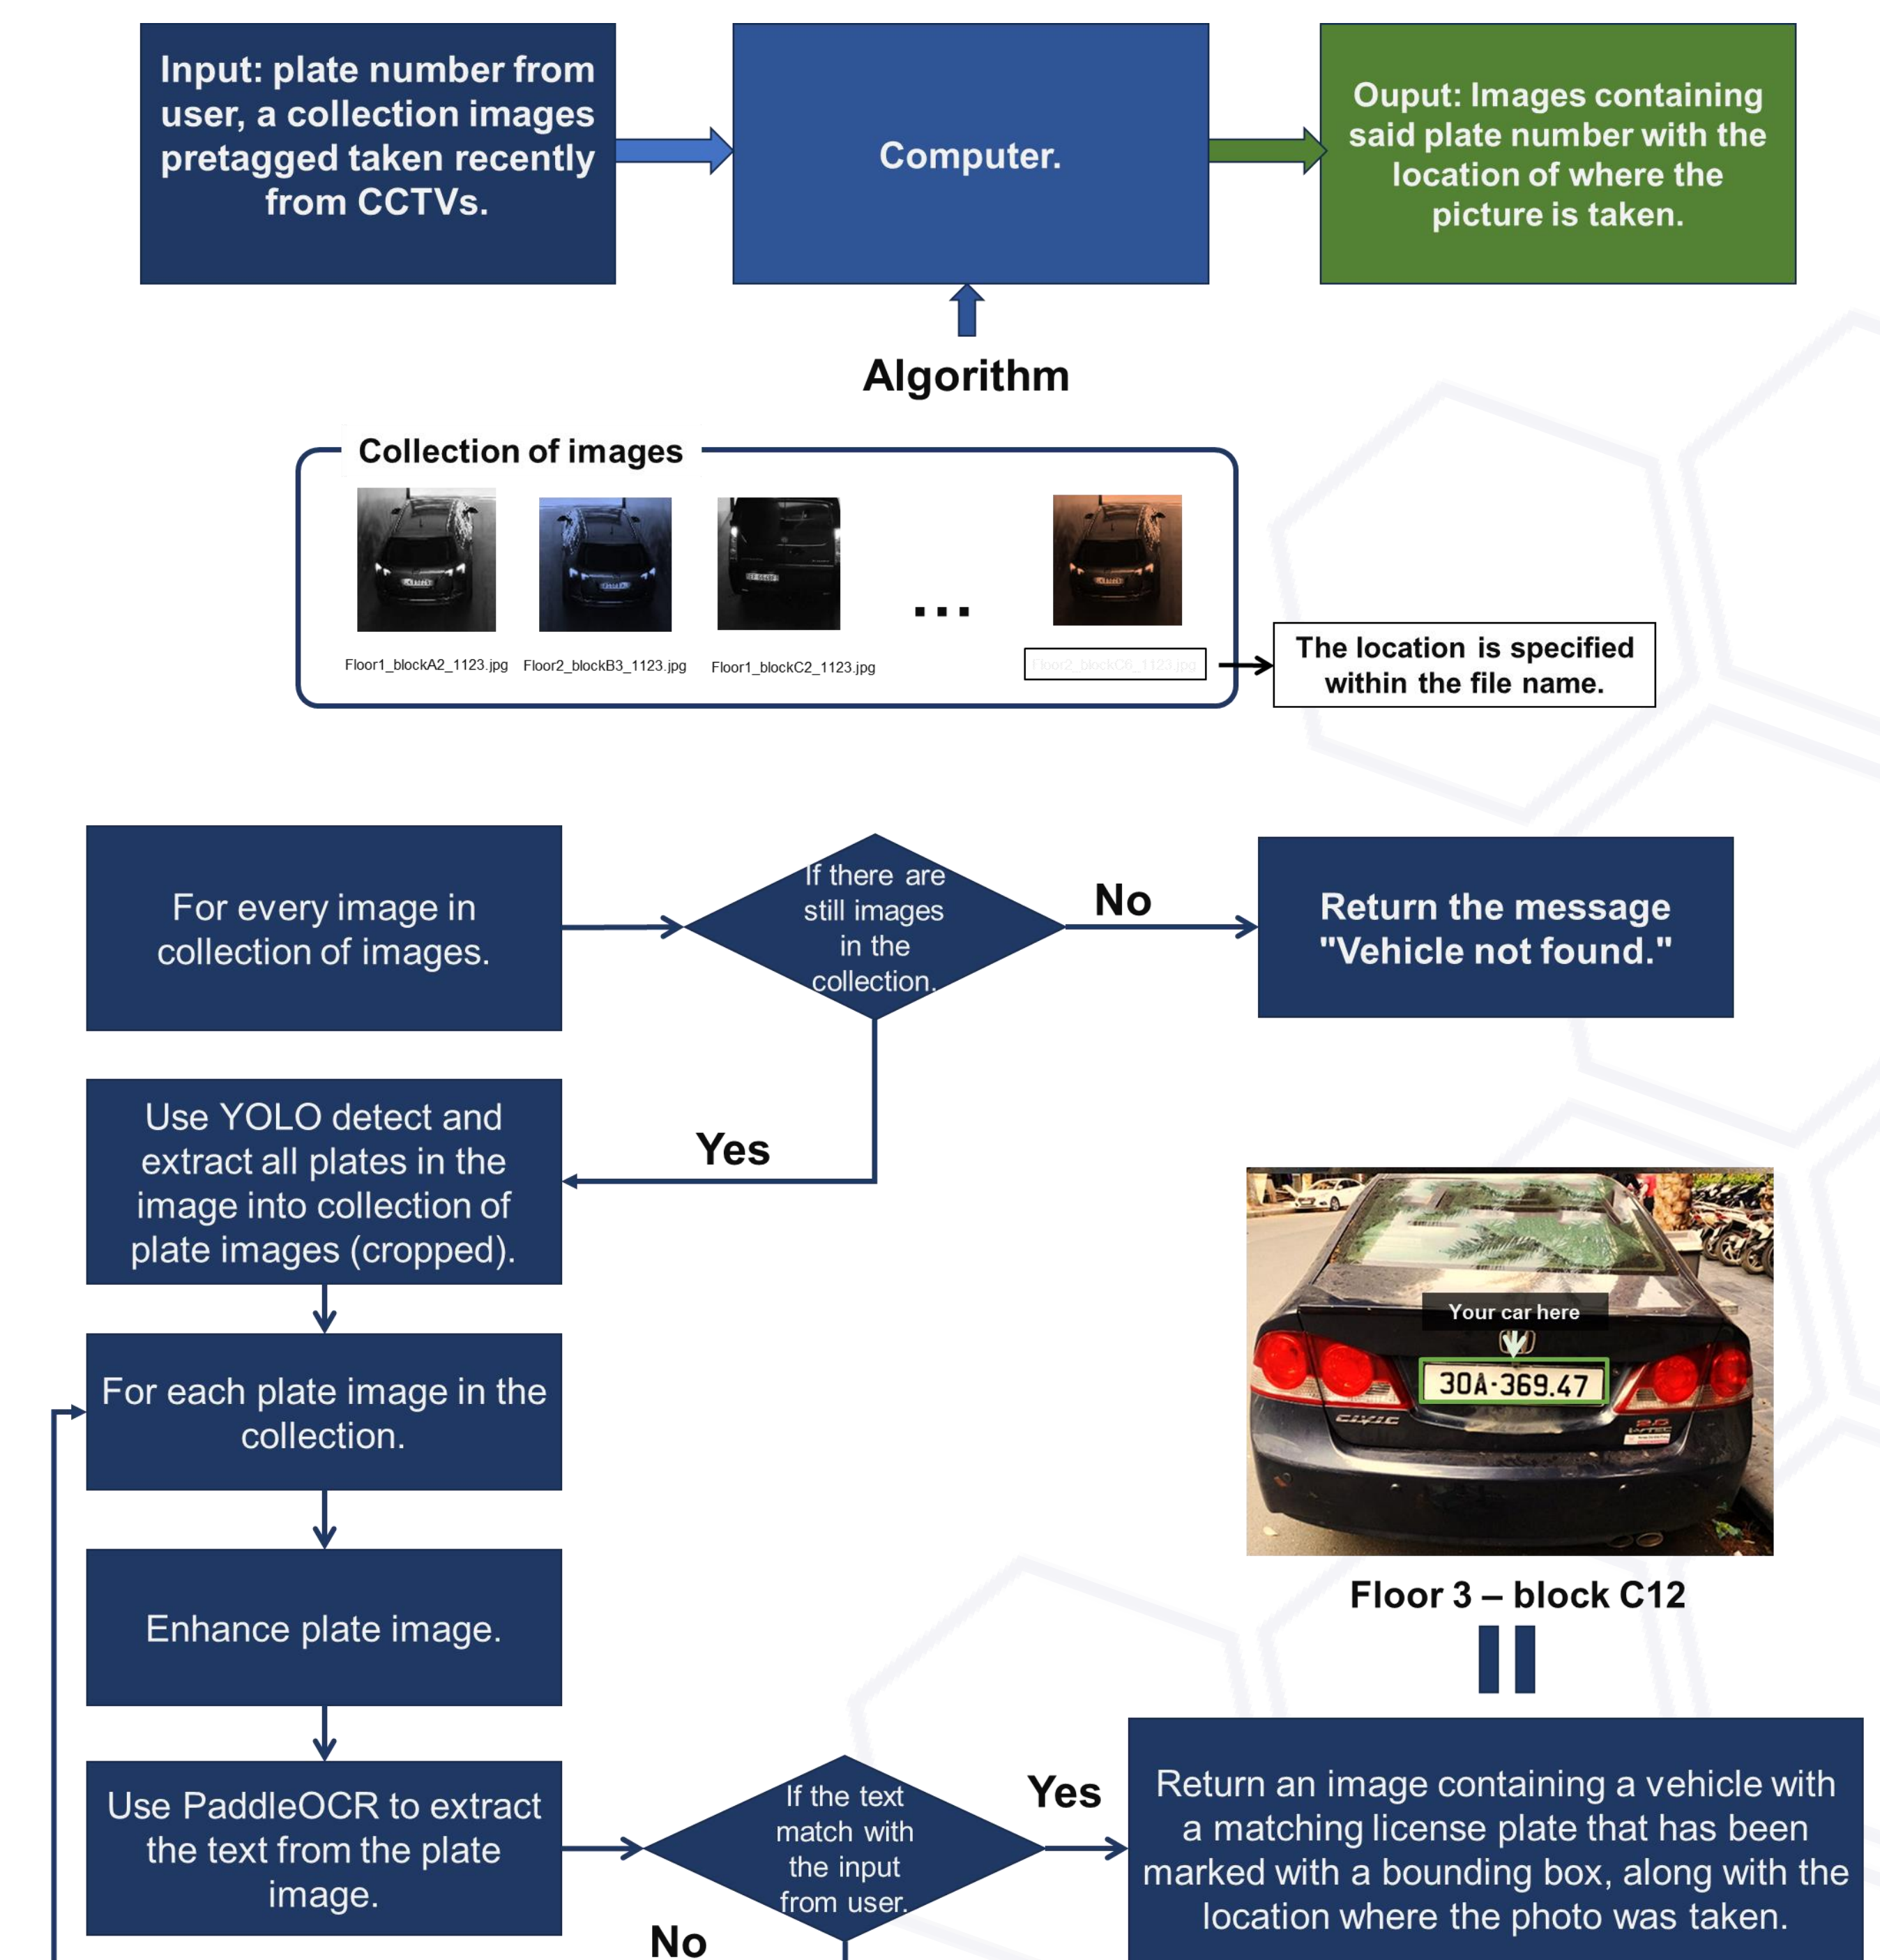 Input: plate number from
user, a collection images
pretagged taken recently
from CCTVs.
Computer.
Ouput: Images containing
said plate number with the
location of where the
picture is taken.
Algorithm
Collection of images
Floor1_blockA2_1123.jpg
Floor2_blockB3_1123.jpg
Floor1_blockC2_1123.jpg
...
Floor2_blockC6_1123.jpg
The location is specified
within the file name.
For every image in
collection of images.
If there are
still images
in the
collection.
No
Return the message
"Vehicle not found."
Yes
Use YOLO detect and
extract all plates in the
image into collection of
plate images (cropped).
For each plate image in the
collection.
Enhance plate image.
Your car here
30A-369.47
CIVIC
2.0
Floor 3 – block C12
Use PaddleOCR to extract
the text from the plate
image.
If the text
match with
the input
from user.
Yes
No
Return an image containing a vehicle with
a matching license plate that has been
marked with a bounding box, along with the
location where the photo was taken.